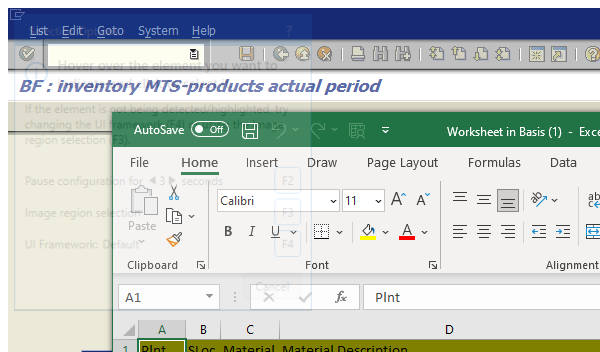 List Edit Goto System Help ?
Hover over the element you want to
BF : inventory MTS-products actual period
If the element is not being detected/highlighted, try
changing the UI framework (F4)
region selection (F3).
Pause configuration for 3 seconds F2
Image region selection F3
UI Framework: Default F4
Cancel
AutoSave Off Worksheet in Basis (1) - Exce
File Home Insert Draw Page Layout Formulas Data
Paste Calibri 11 A A ab
B I U A
Clipboard Font Alignment
A1 fx Plnt
A B C D
1 Plnt SLoc Material Material Description